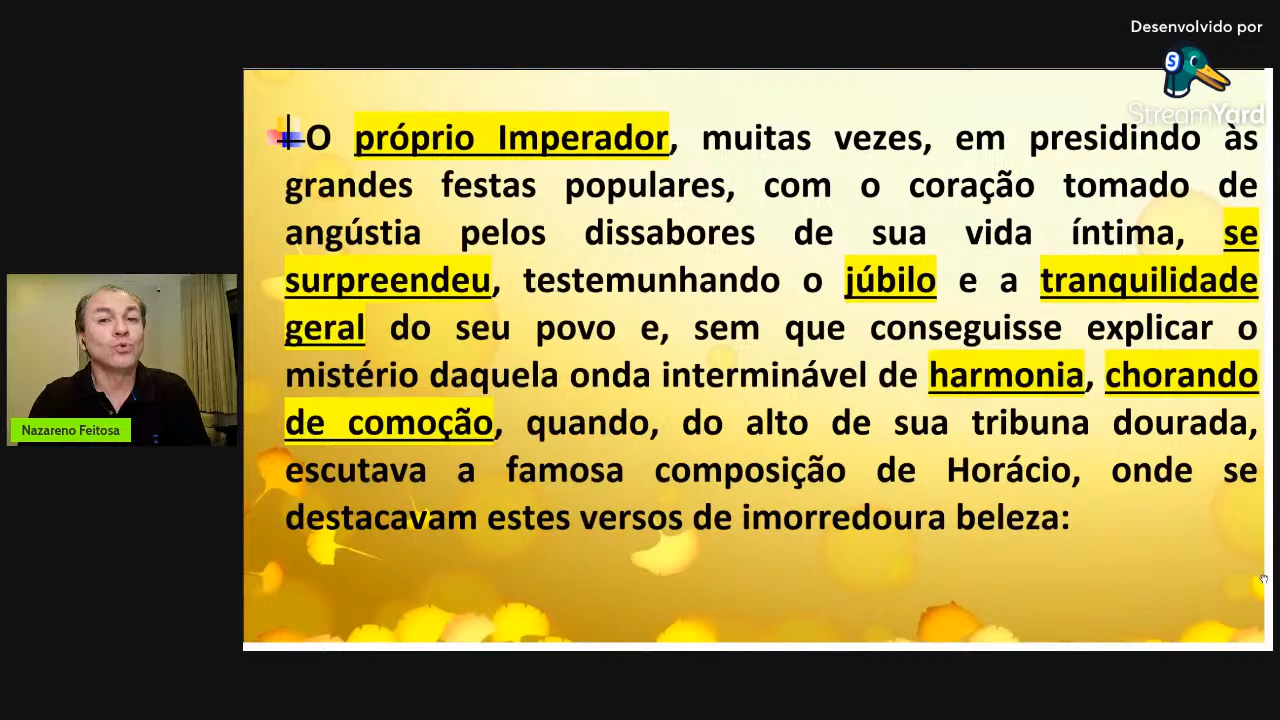 Desenvolvido por
StreamYard
O próprio Imperador, muitas vezes, em presidindo às
grandes festas populares, com o coração tomado de
angústia pelos dissabores de sua vida íntima, se
surpreendeu, testemunhando o júbilo e a tranquilidade
geral do seu povo e, sem que conseguisse explicar o
mistério daquela onda interminável de harmonia, chorando
de comoção, quando, do alto de sua tribuna dourada,
escutava a famosa composição de Horácio, onde se
destacavam estes versos de imorredoura beleza:
Nazareno Feitosa